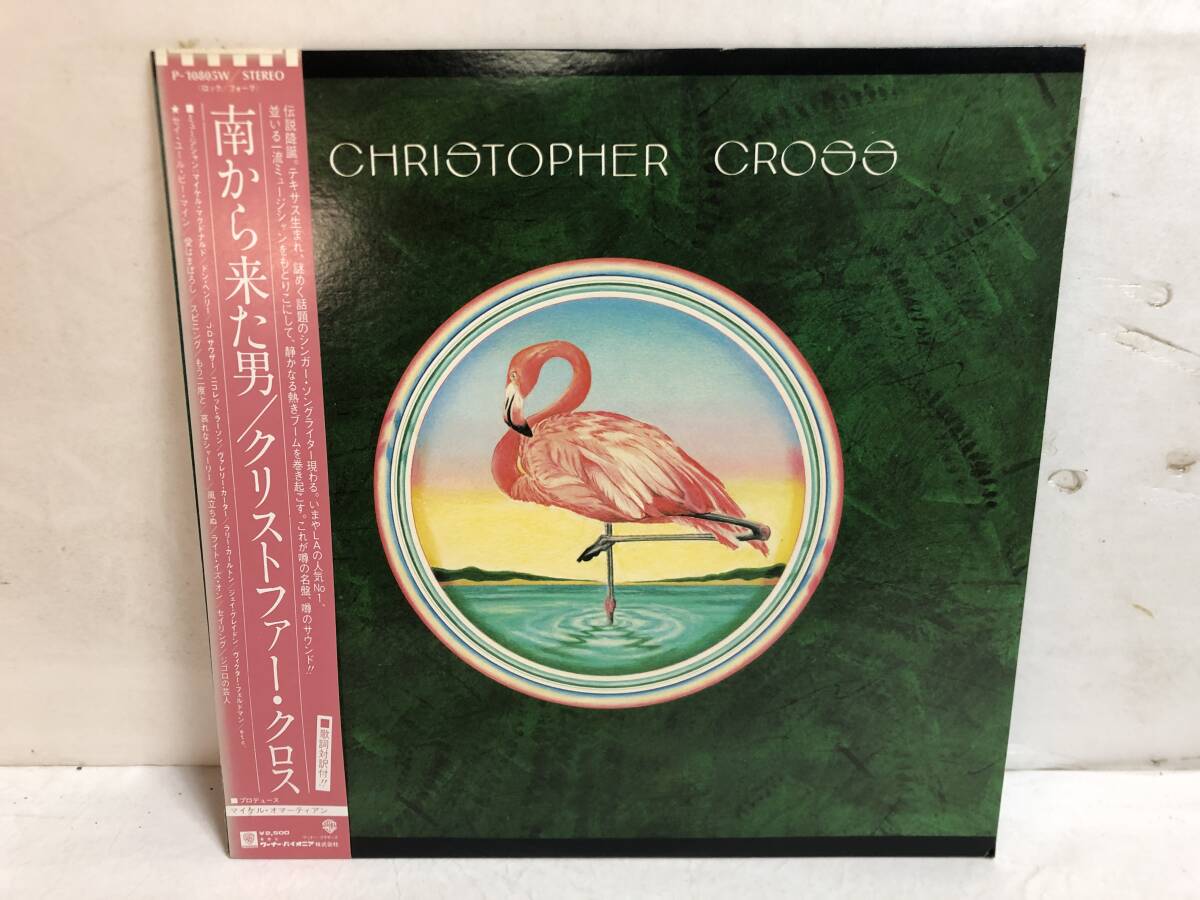 P-10805W/STEREO
(ロック/フォーク)
伝説降誕。テキサス生まれ、謎めく話題のシンガー・ソングライター現わる。いまやLAの人気No1、
並いる一流ミュージシャンをもとりこにして、静かなる熱きブームを巻き起こす。これが噂の名盤、噂のサウンド!!
南から来た男/クリストファー・クロス
■ミュージシャン:マイケル・マクドナルド/ドン・ヘンリー/J.Dサウザー/ニコレット・ラーソン/ヴァレリー・カーター/ラリー・カールトン/ジェイ・グレイドン/ヴィクター・フェルドマン/etc.
★セイ・ユール・ビー・マイン 愛はまぼろし/スピニング/もう二度と/哀れなシャーリー/風立ちぬ/ライト・イズ・オン/セイリング/ジゴロの芸人
■歌詞対訳付!!
■プロデュース
マイケル・オマーティアン
¥2,500
ワーナー・パイオニア株式会社
CHRISTOPHER CROSS